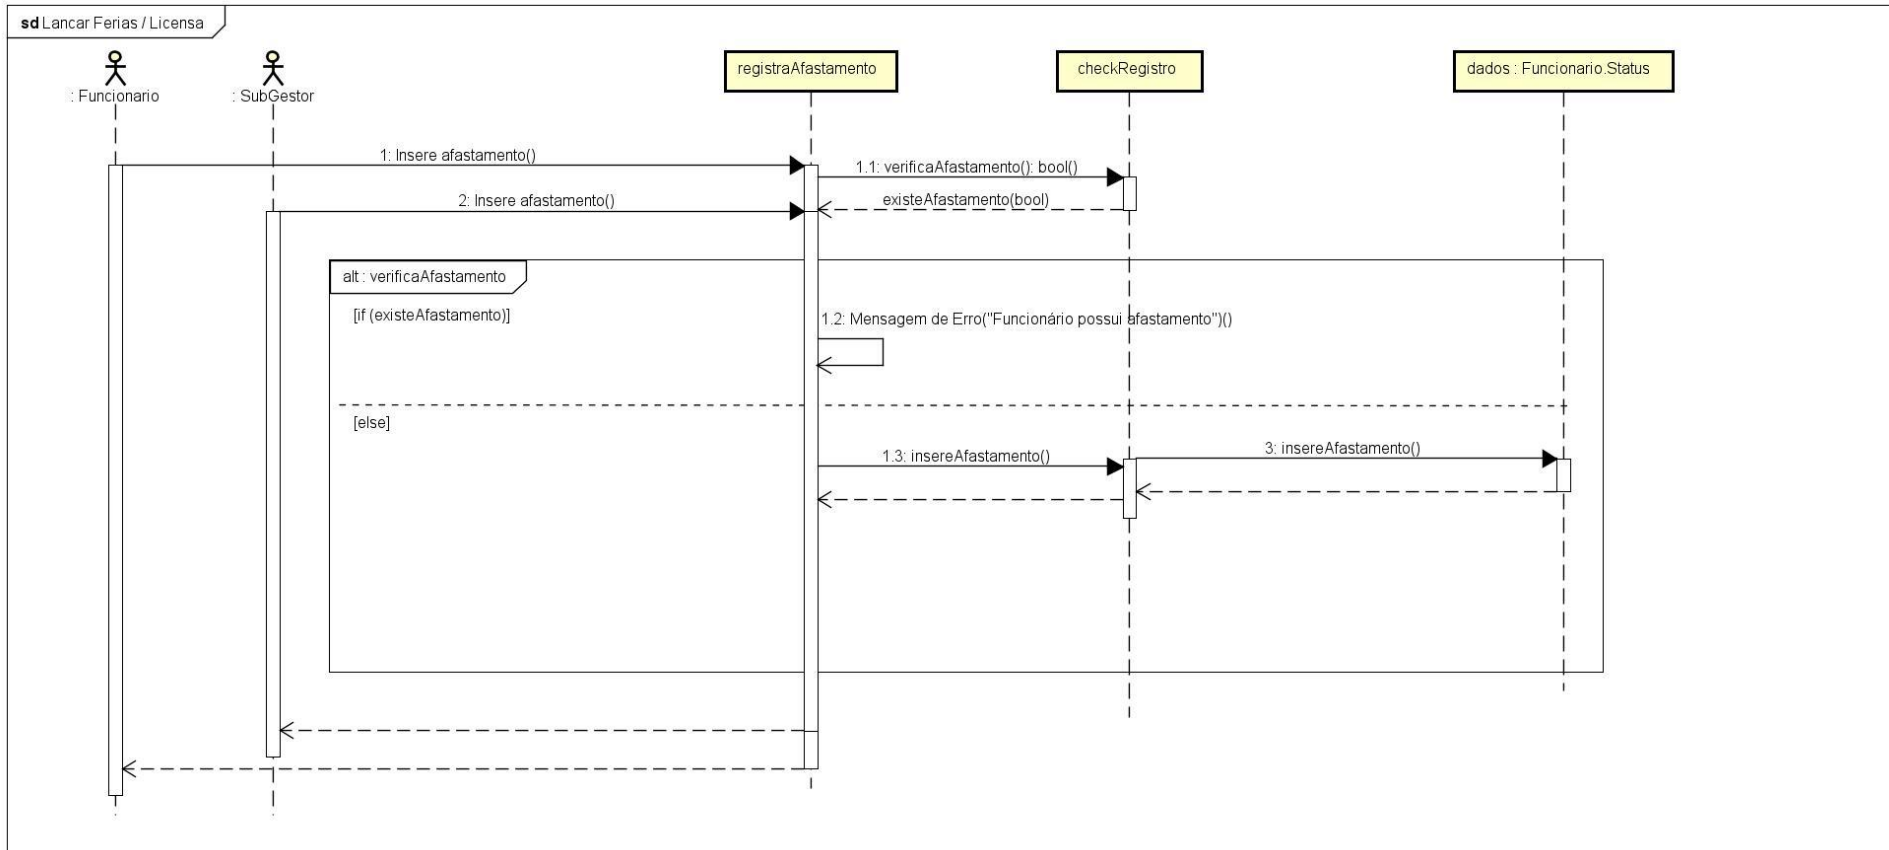 sd Lancar Ferias / Licensa
: Funcionario
: SubGestor
registraAfastamento
checkRegistro
dados : Funcionario.Status
1: Insere afastamento()
1.1: verificaAfastamento(): bool()
2: Insere afastamento()
existeAfastamento(bool)
alt : verificaAfastamento
[if (existeAfastamento)]
1.2: Mensagem de Erro("Funcionário possui afastamento")()
[else]
1.3: insereAfastamento()
3: insereAfastamento()